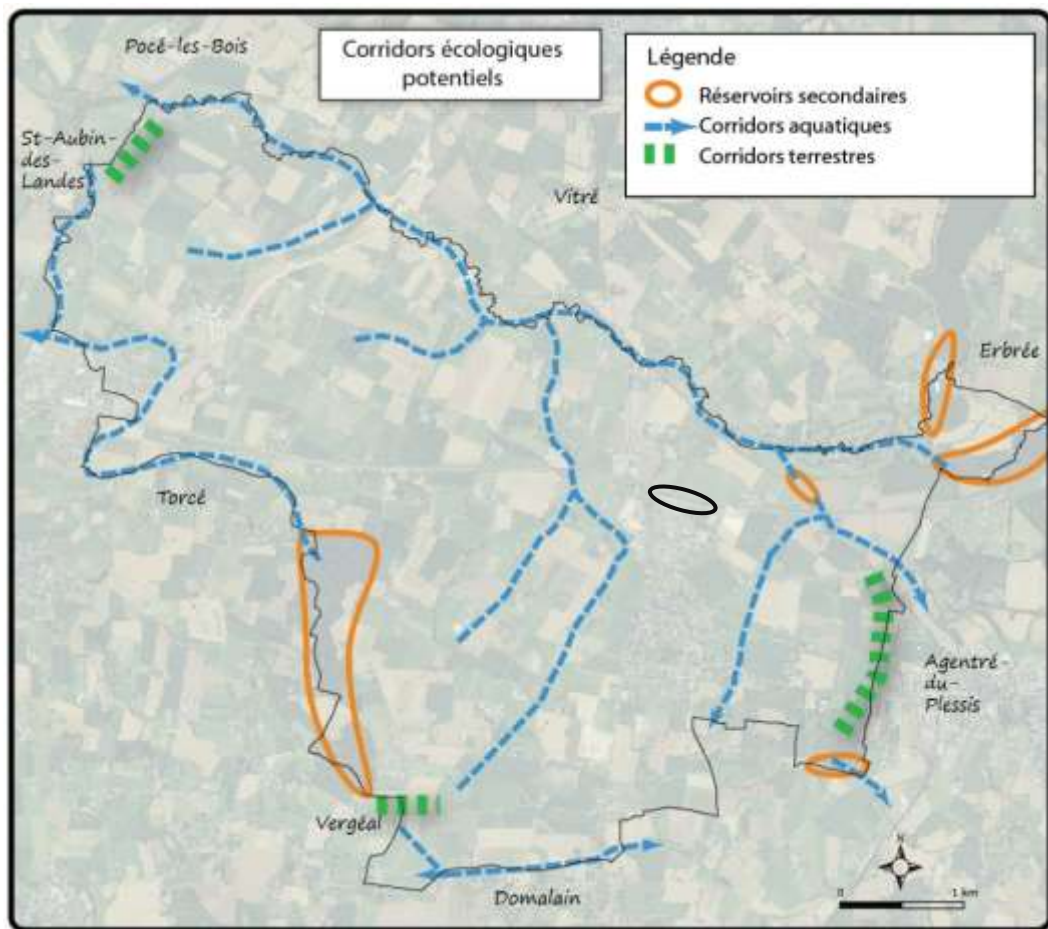 Pocé-les-Bois
Corridors écologiques
potentiels
Légende
Réservoirs secondaires
Corridors aquatiques
Corridors terrestres
St-Aubin-
des-
Landes
Vitré
Erbrée
Torcé
Agentré-
du-
Plessis
Vergéal
Domalain
N
0 1 km